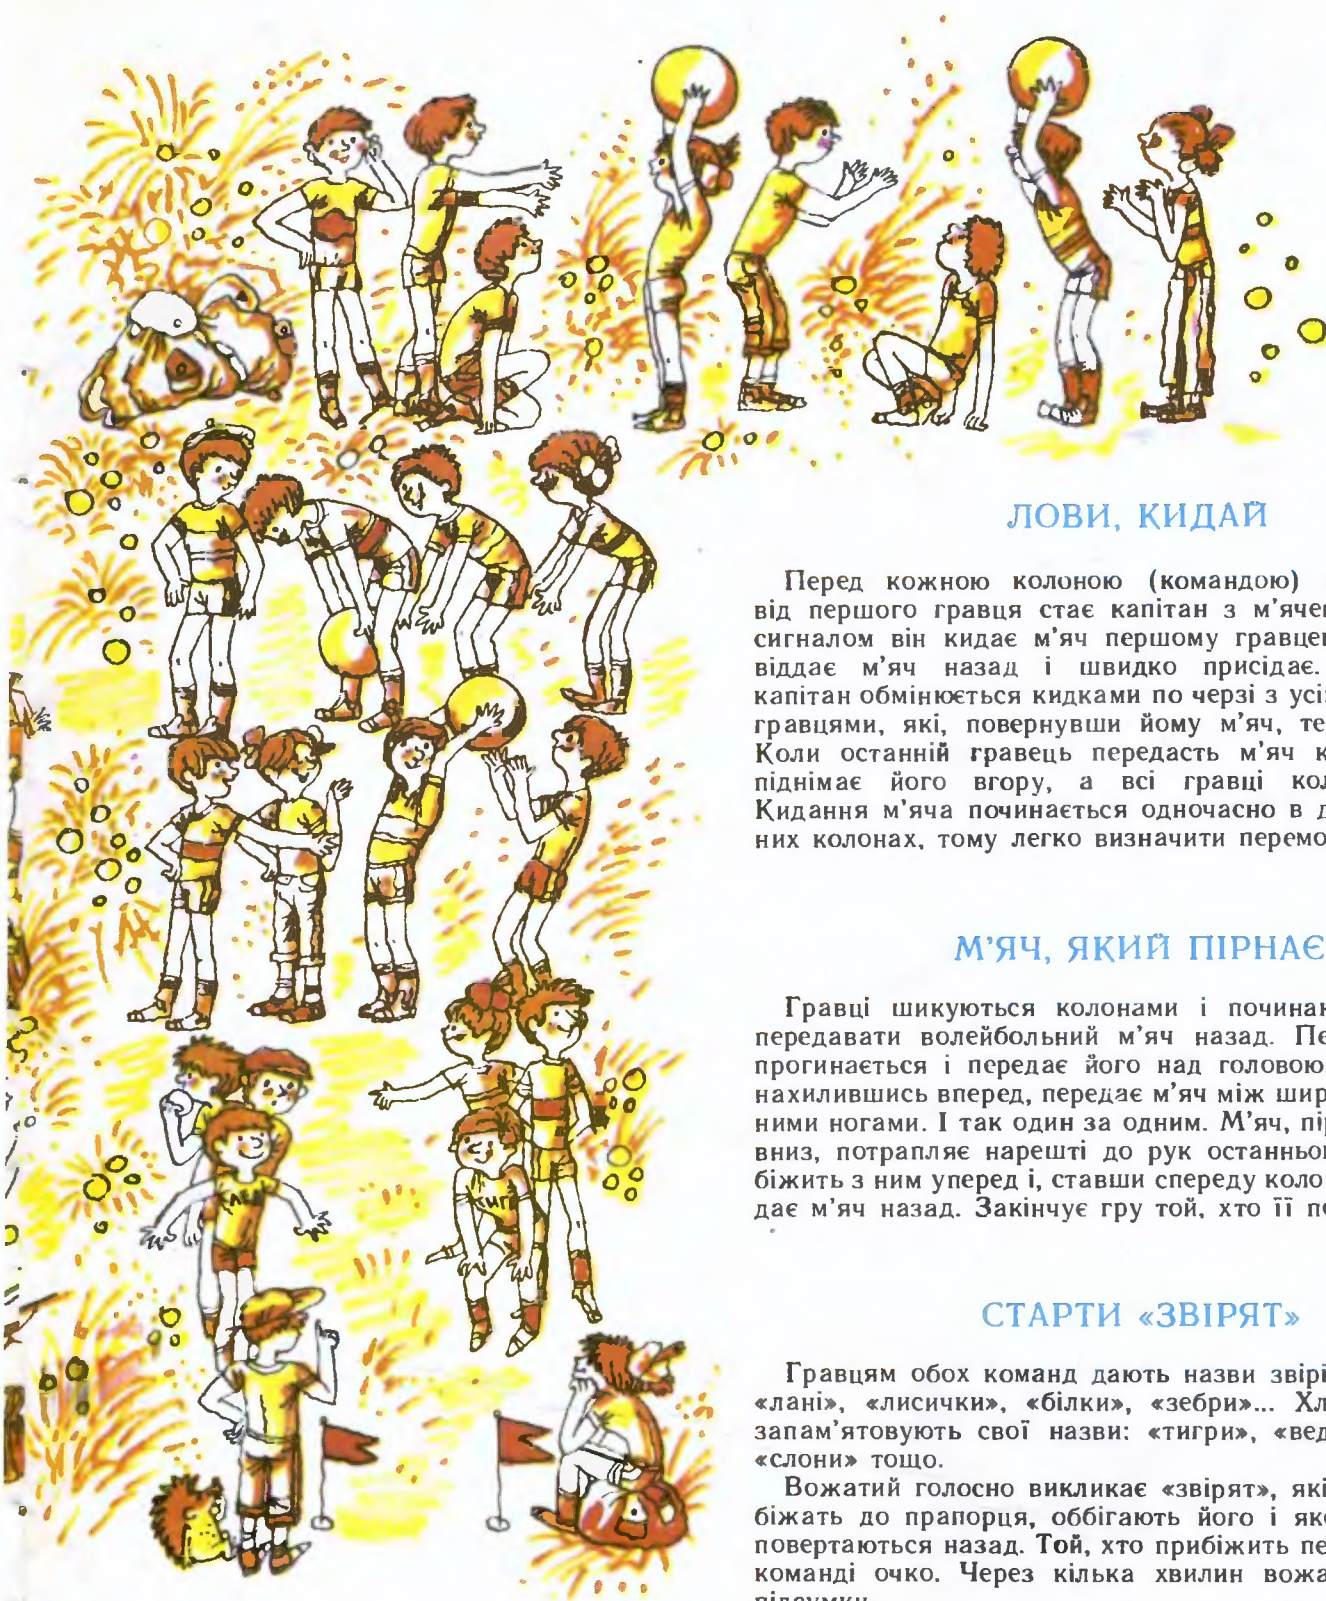 ЛОВИ, КИДАЙ
Перед кожною колоною (командою)
від першого гравця стає капітан з м'яче
сигналом він кидає м'яч першому гравце
віддає м'яч назад і швидко присідає.
капітан обмінюється кидками по черзі з усі
гравцями, які, повернувши йому м'яч, те
Коли останній гравець передасть м'яч к
піднімає його вгору, а всі гравці кол
Кидання м'яча починається одночасно в д
них колонах, тому легко визначити перемо
М'ЯЧ, ЯКИЙ ПІРНАЄ
Гравці шикуються колонами і починак
передавати волейбольний м'яч назад. Пе
прогинається і передає його над головою
нахилившись вперед, передає м'яч між шир
ними ногами. І так один за одним. М'яч, пі
вниз, потрапляє нарешті до рук останньо
біжить з ним уперед і, ставши спереду коло
дає м'яч назад. Закінчує гру той, хто її п
СТАРТИ «ЗВІРЯТ»
Гравцям обох команд дають назви звірі
«лані», «лисички», «білки», «зебри»... Хл
запам'ятовують свої назви: «тигри», «вед
«слони» тощо.
Вожатий голосно викликає «звірят», які
біжать до прапорця, оббігають його і як
повертаються назад. Той, хто прибіжить пе
команді очко. Через кілька хвилин вожа